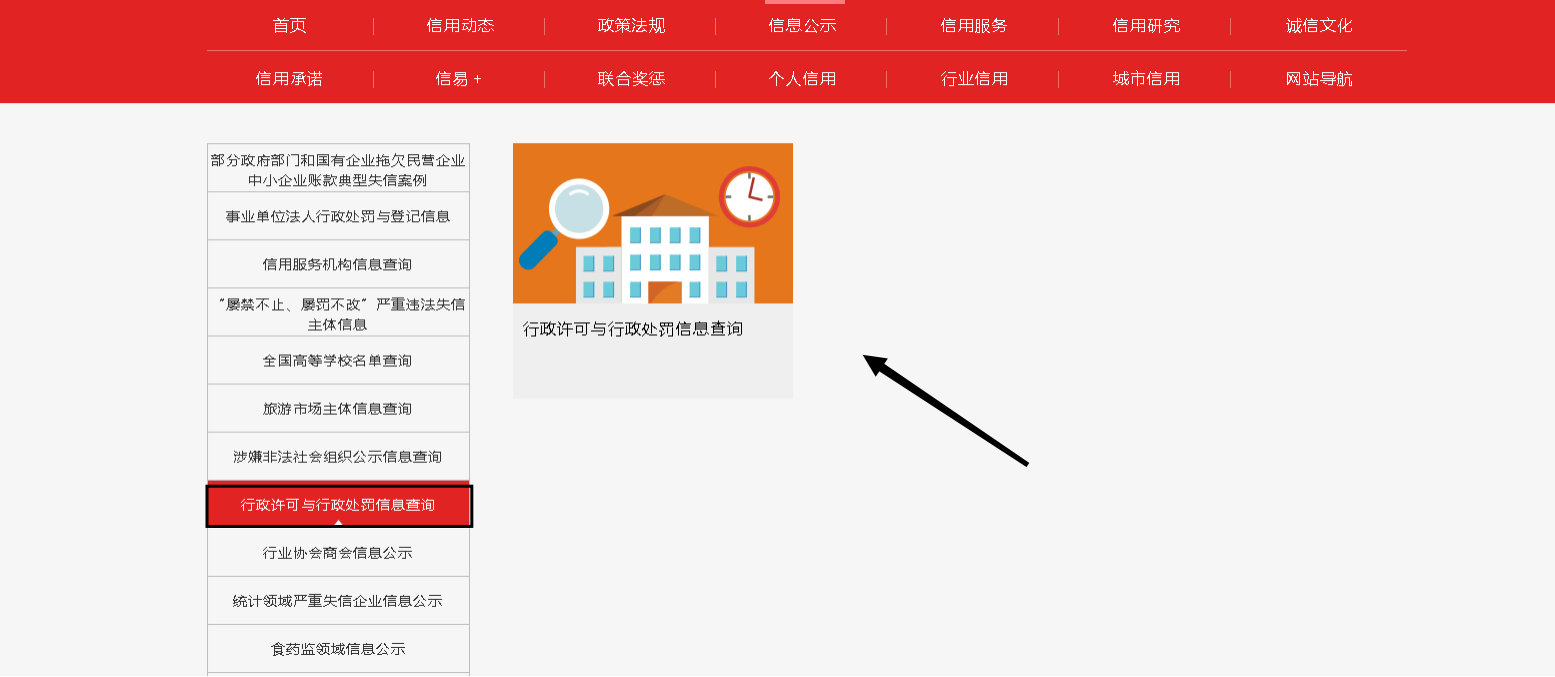 首页 信用动态 政策法规 信息公示 信用服务 信用研究 诚信文化
信用承诺 信易+ 联合奖惩 个人信用 行业信用 城市信用 网站导航
部分政府部门和国有企业拖欠民营企业
中小企业账款典型失信案例
事业单位法人行政处罚与登记信息
信用服务机构信息查询
“屡禁不止、屡罚不改”严重违法失信
主体信息
全国高等学校名单查询
旅游市场主体信息查询
涉嫌非法社会组织公示信息查询
行政许可与行政处罚信息查询
行业协会商会信息公示
统计领域严重失信企业信息公示
食药监领域信息公示
行政许可与行政处罚信息查询